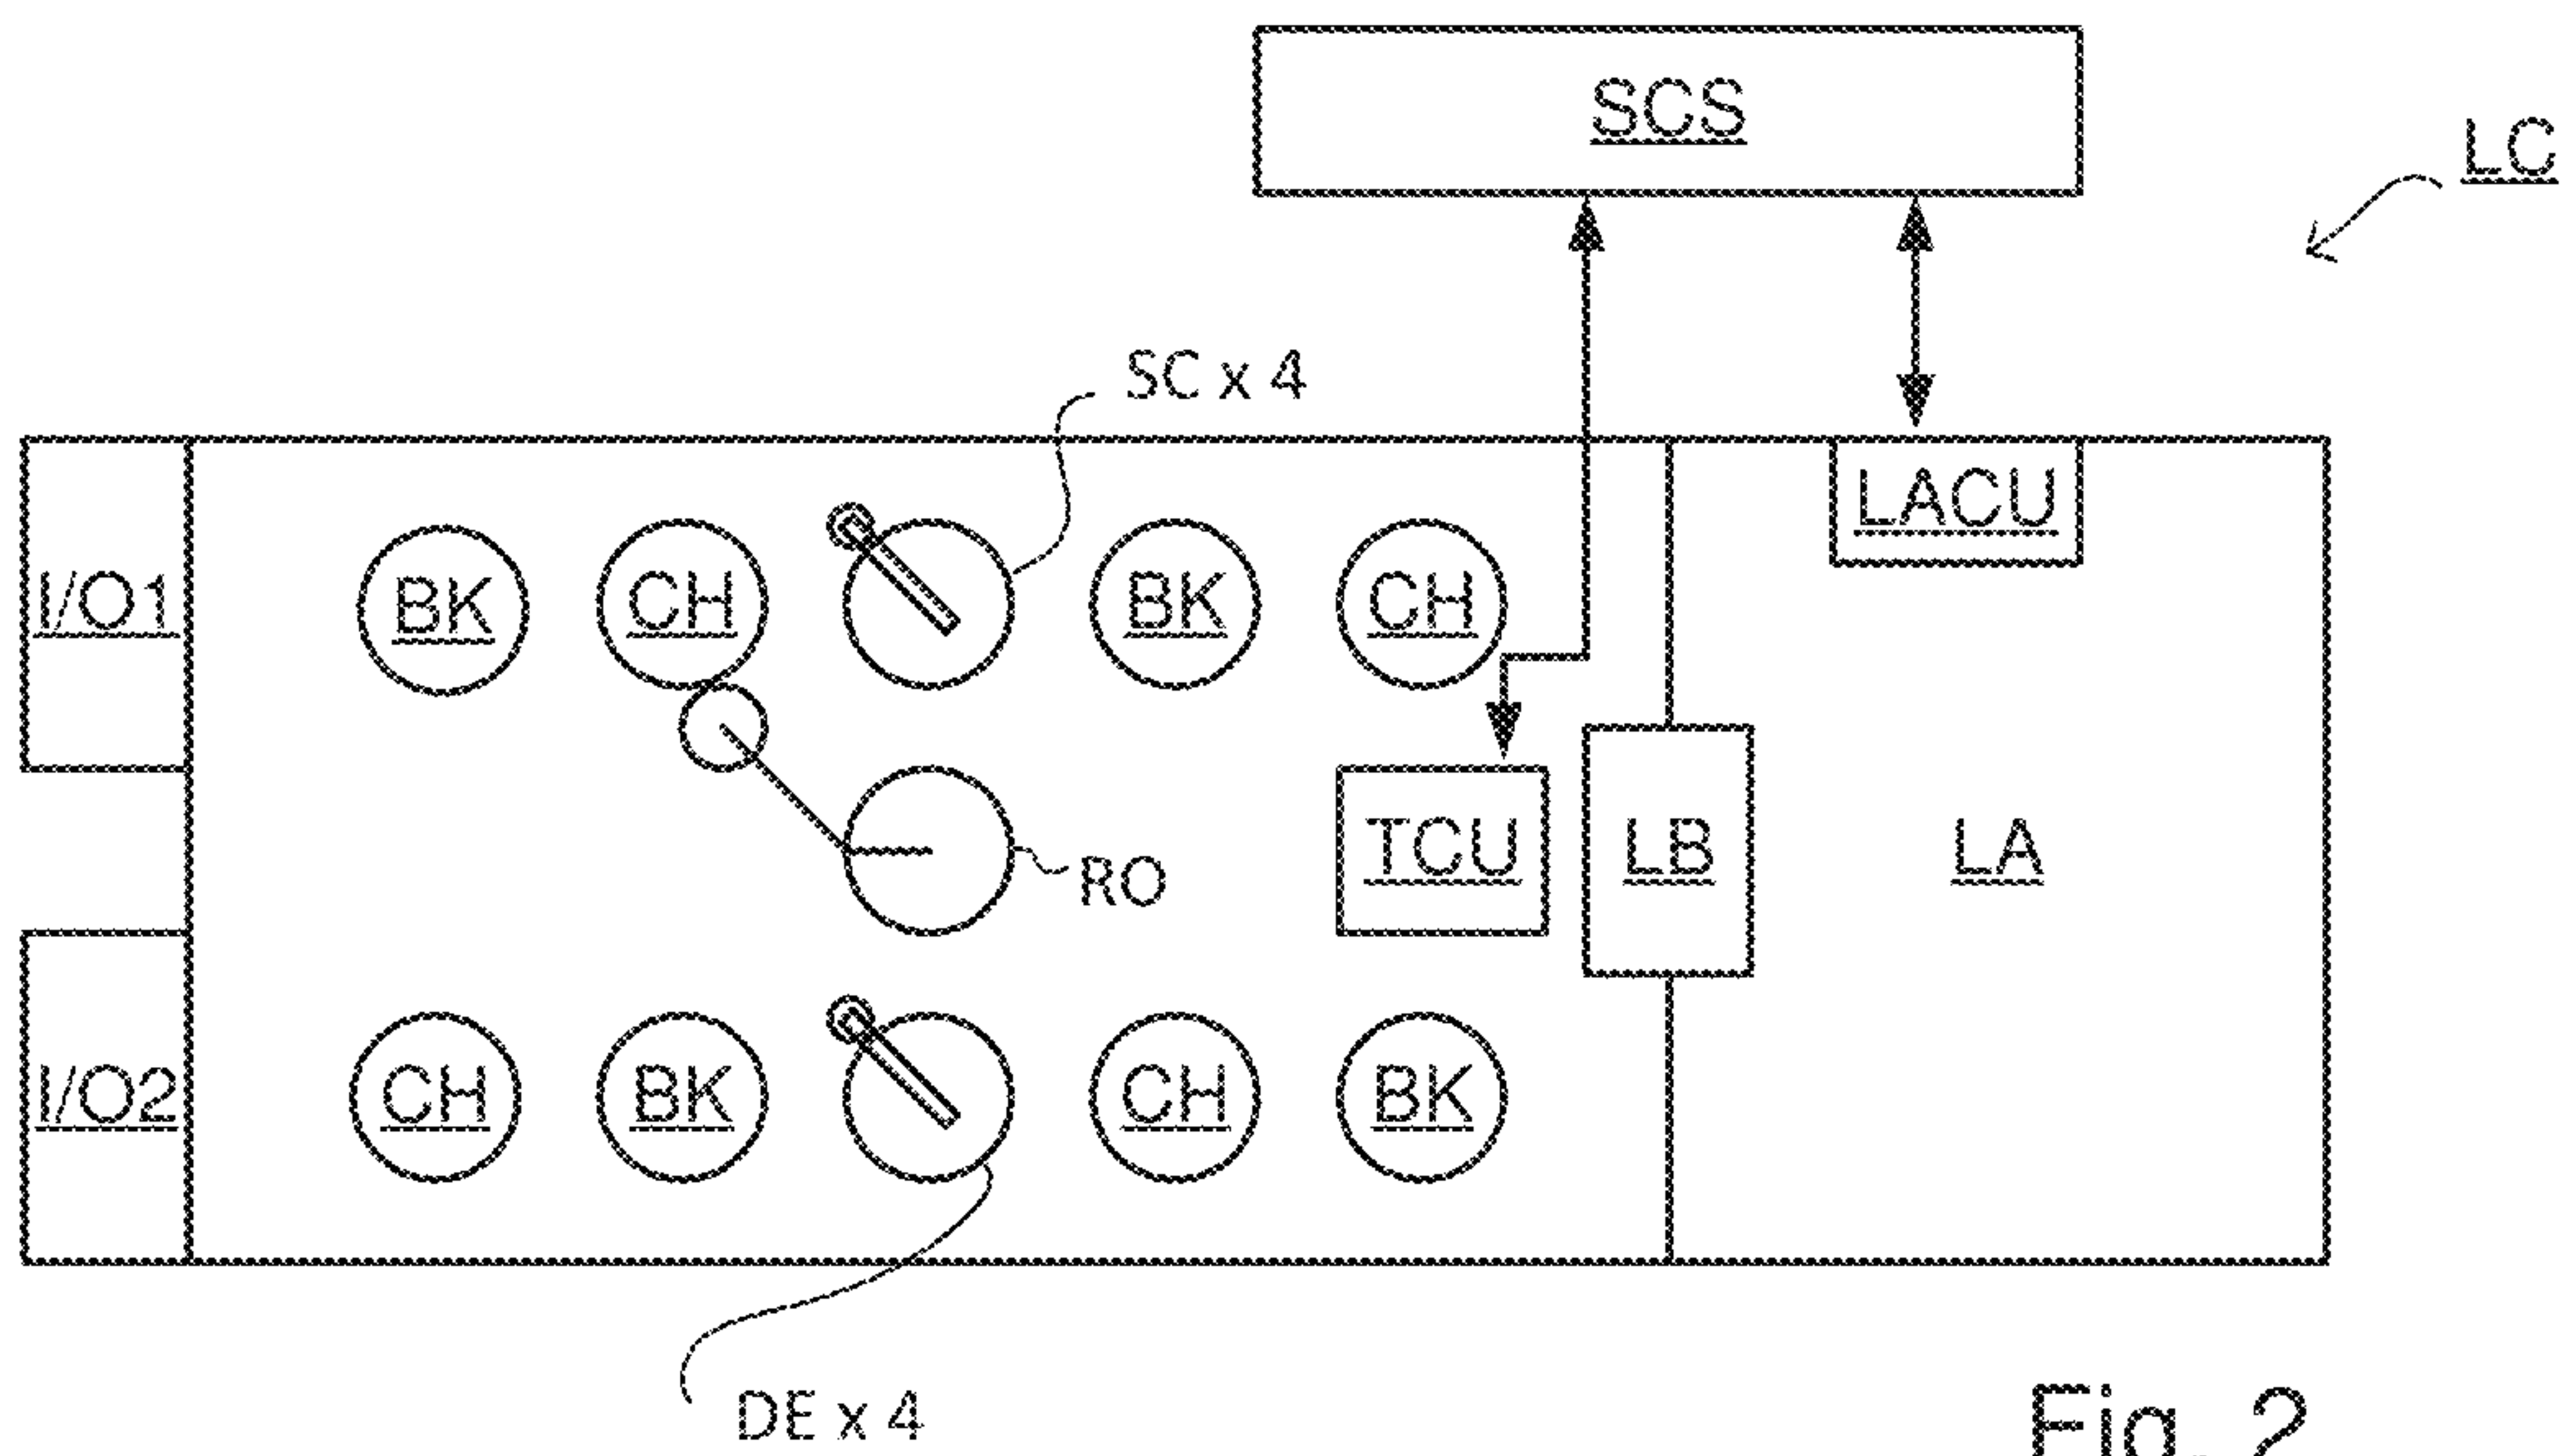 SCS
LC
SC x 4
LACU
I/O1
BK
CH
BK
CH
RO
TCU
LB
LA
I/O2
CH
BK
CH
BK
DE x 4
Fig. 2